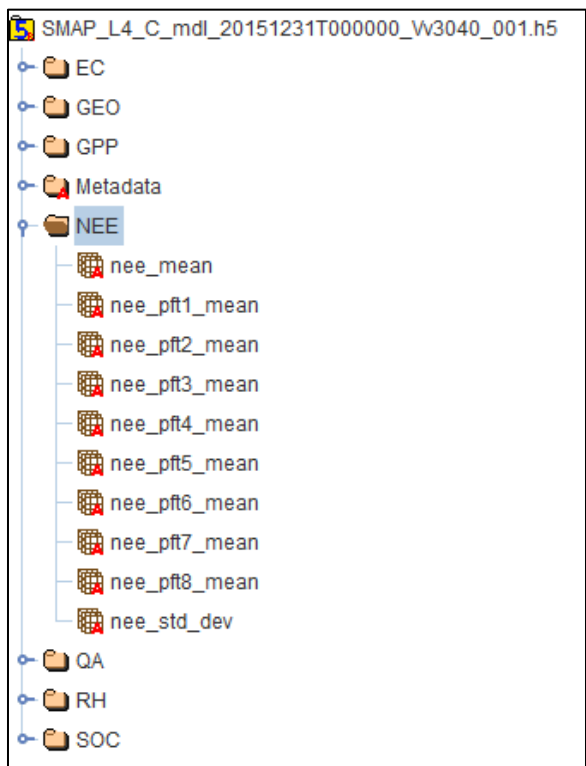 SMAP_L4_C_mdl_20151231T000000_Vv3040_001.h5
EC
GEO
GPP
Metadata
NEE
nee_mean
nee_pft1_mean
nee_pft2_mean
nee_pft3_mean
nee_pft4_mean
nee_pft5_mean
nee_pft6_mean
nee_pft7_mean
nee_pft8_mean
nee_std_dev
QA
RH
SOC